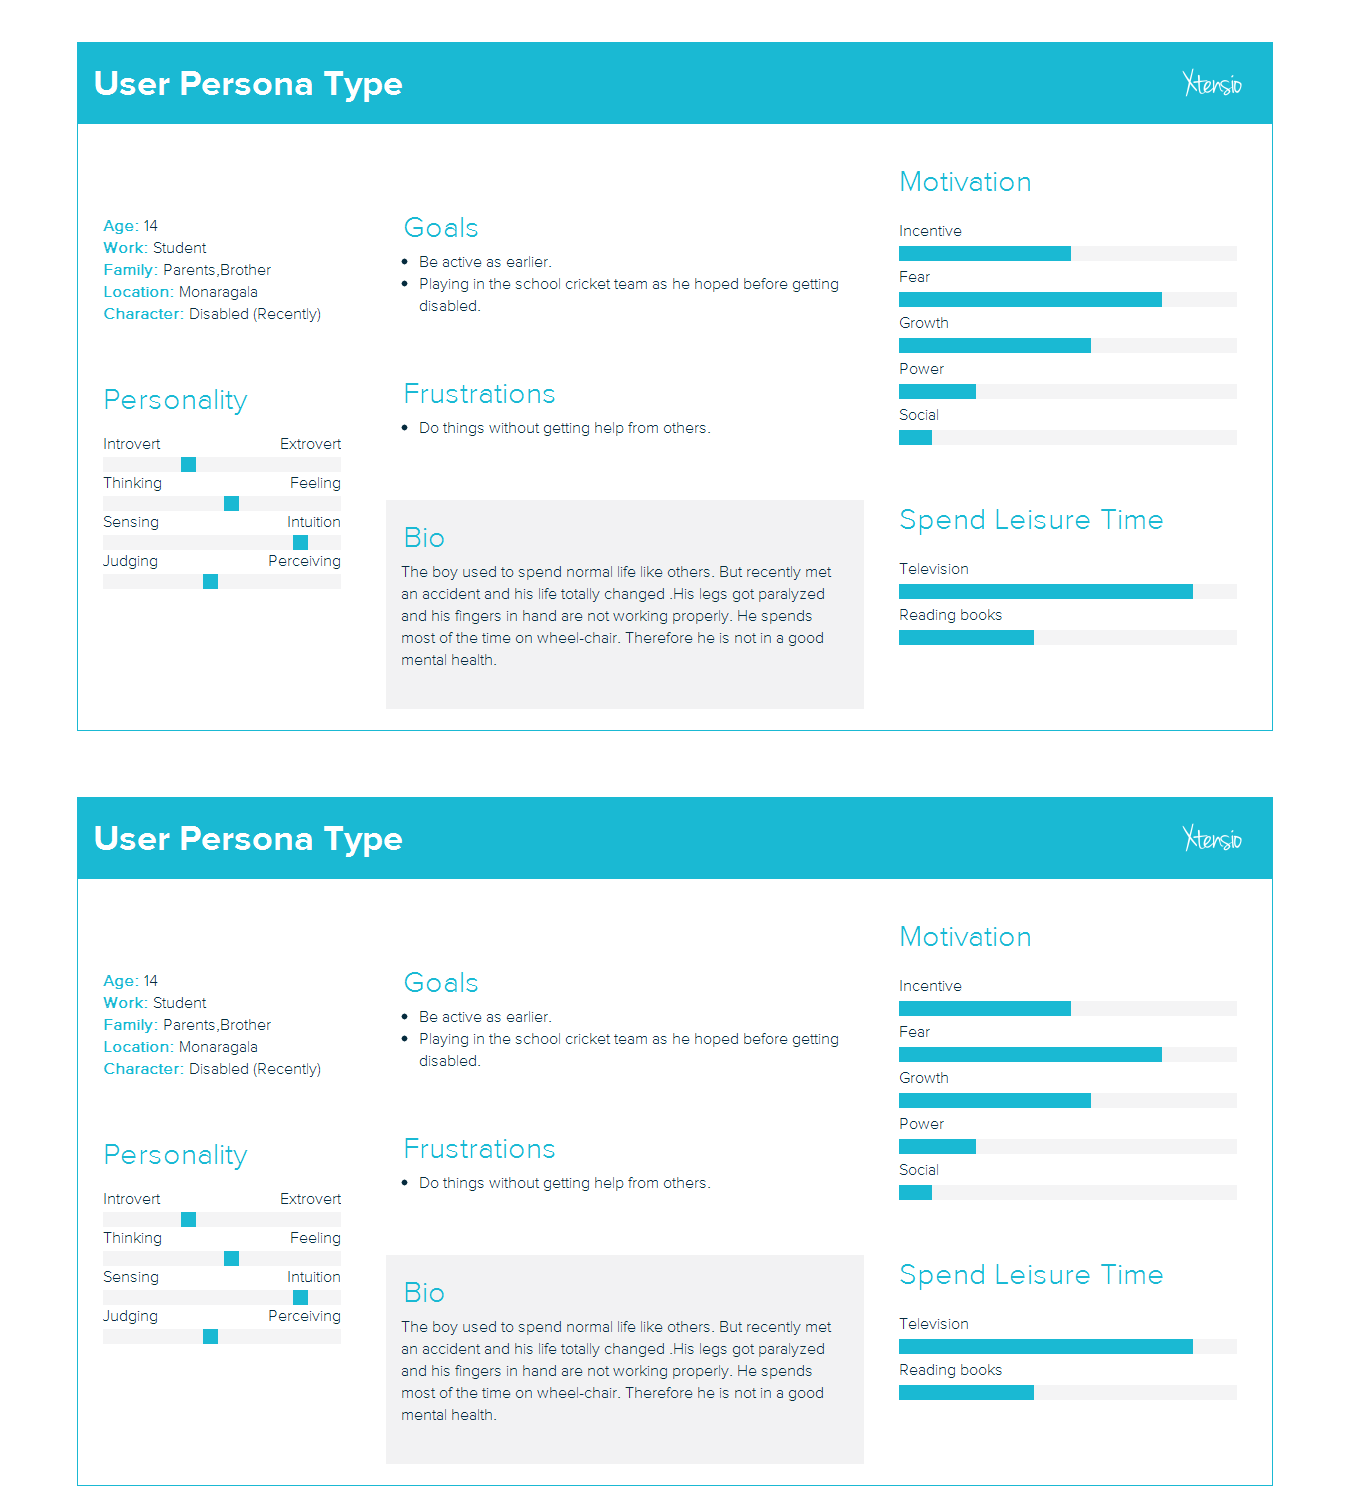 User Persona Type
Xtensio
Age: 14
Work: Student
Family: Parents,Brother
Location: Monaragala
Character: Disabled (Recently)
Personality
Introvert Extrovert
Thinking Feeling
Sensing Intuition
Judging Perceiving
Goals
• Be active as earlier.
• Playing in the school cricket team as he hoped before getting
disabled.
Frustrations
• Do things without getting help from others.
Bio
The boy used to spend normal life like others. But recently met
an accident and his life totally changed .His legs got paralyzed
and his fingers in hand are not working properly. He spends
most of the time on wheel-chair. Therefore he is not in a good
mental health.
Motivation
Incentive
Fear
Growth
Power
Social
Spend Leisure Time
Television
Reading books
User Persona Type
Xtensio
Age: 14
Work: Student
Family: Parents,Brother
Location: Monaragala
Character: Disabled (Recently)
Personality
Introvert Extrovert
Thinking Feeling
Sensing Intuition
Judging Perceiving
Goals
• Be active as earlier.
• Playing in the school cricket team as he hoped before getting
disabled.
Frustrations
• Do things without getting help from others.
Bio
The boy used to spend normal life like others. But recently met
an accident and his life totally changed .His legs got paralyzed
and his fingers in hand are not working properly. He spends
most of the time on wheel-chair. Therefore he is not in a good
mental health.
Motivation
Incentive
Fear
Growth
Power
Social
Spend Leisure Time
Television
Reading books